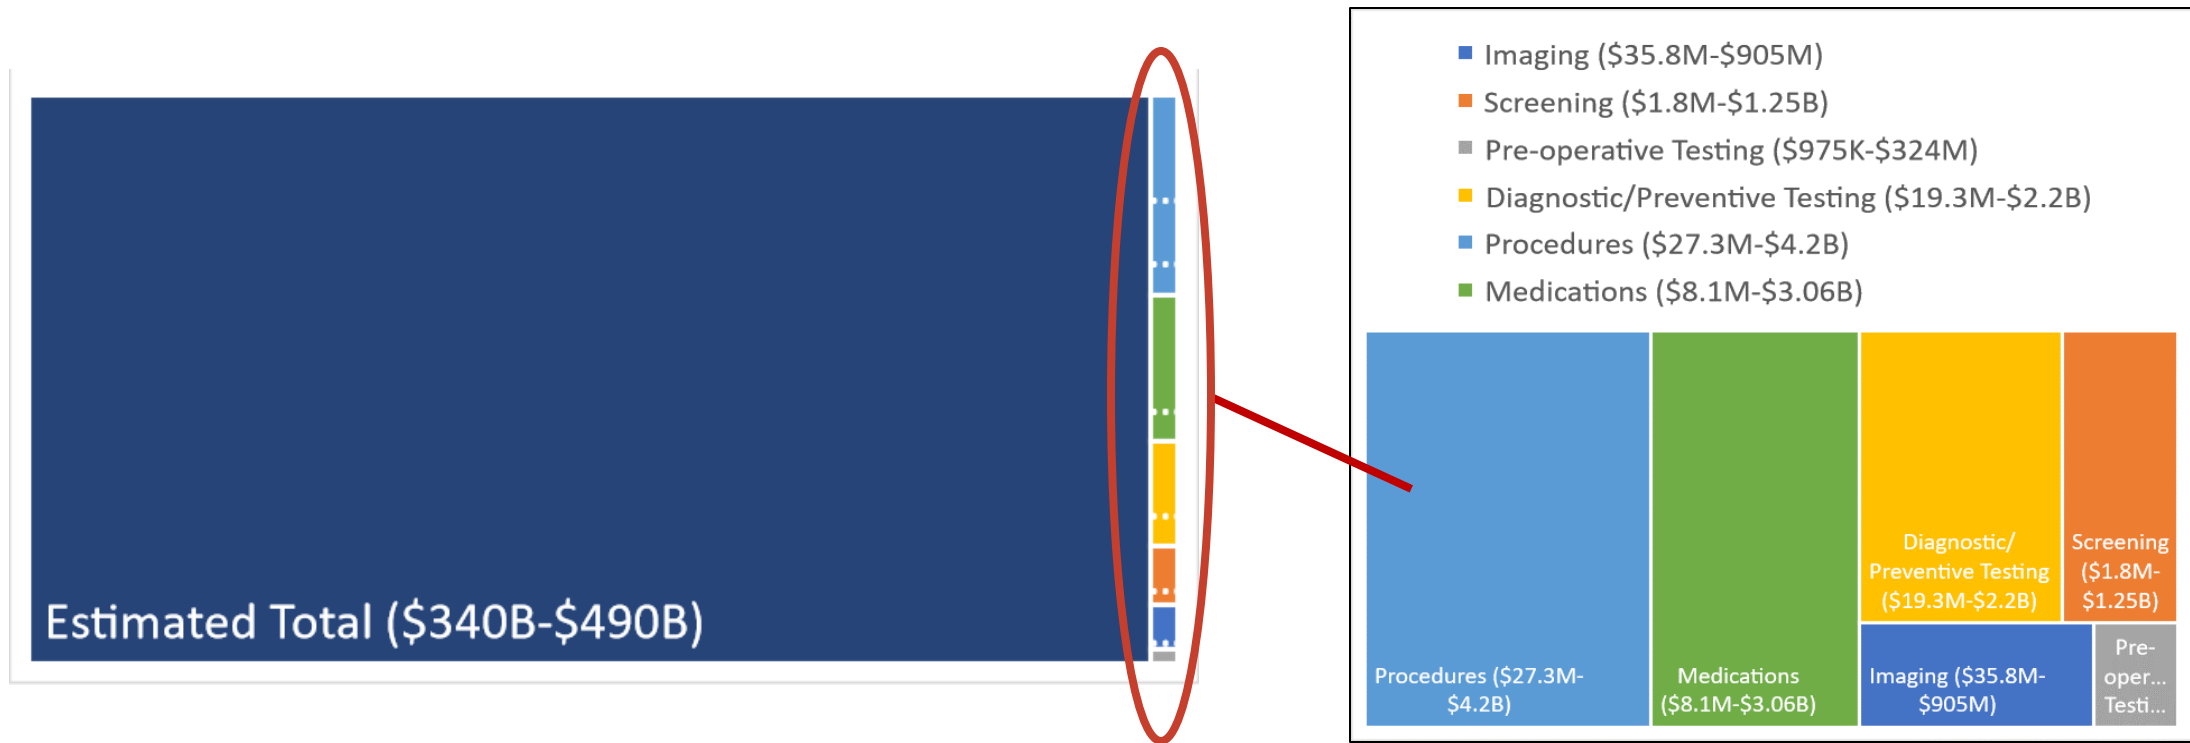 Estimated Total ($340B-$490B)
Imaging ($35.8M-$905M)
Screening ($1.8M-$1.25B)
Pre-operative Testing ($975K-$324M)
Diagnostic/Preventive Testing ($19.3M-$2.2B)
Procedures ($27.3M-$4.2B)
Medications ($8.1M-$3.06B)
Procedures ($27.3M-
$4.2B)
Medications
($8.1M-$3.06B)
Diagnostic/
Preventive Testing
($19.3M-$2.2B)
Screening
($1.8M-
$1.25B)
Imaging ($35.8M-
$905M)
Pre-
oper...
Testi...